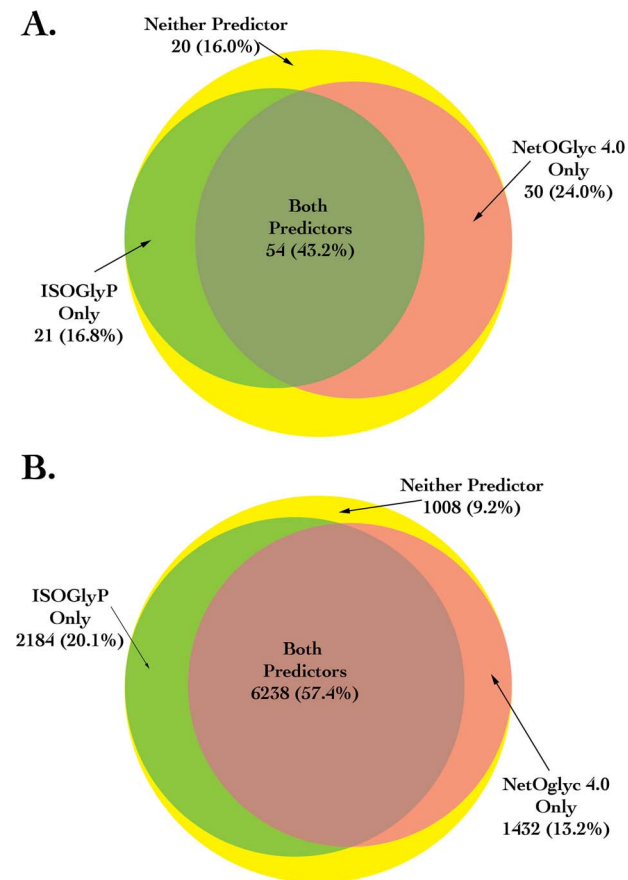 A.
Neither Predictor
20 (16.0%)
NetOGlyc 4.0
Only
30 (24.0%)
Both
Predictors
54 (43.2%)
ISOGlyP
Only
21 (16.8%)
B.
Neither Predictor
1008 (9.2%)
ISOGlyP
Only
2184 (20.1%)
Both
Predictors
6238 (57.4%)
NetOglyc 4.0
Only
1432 (13.2%)